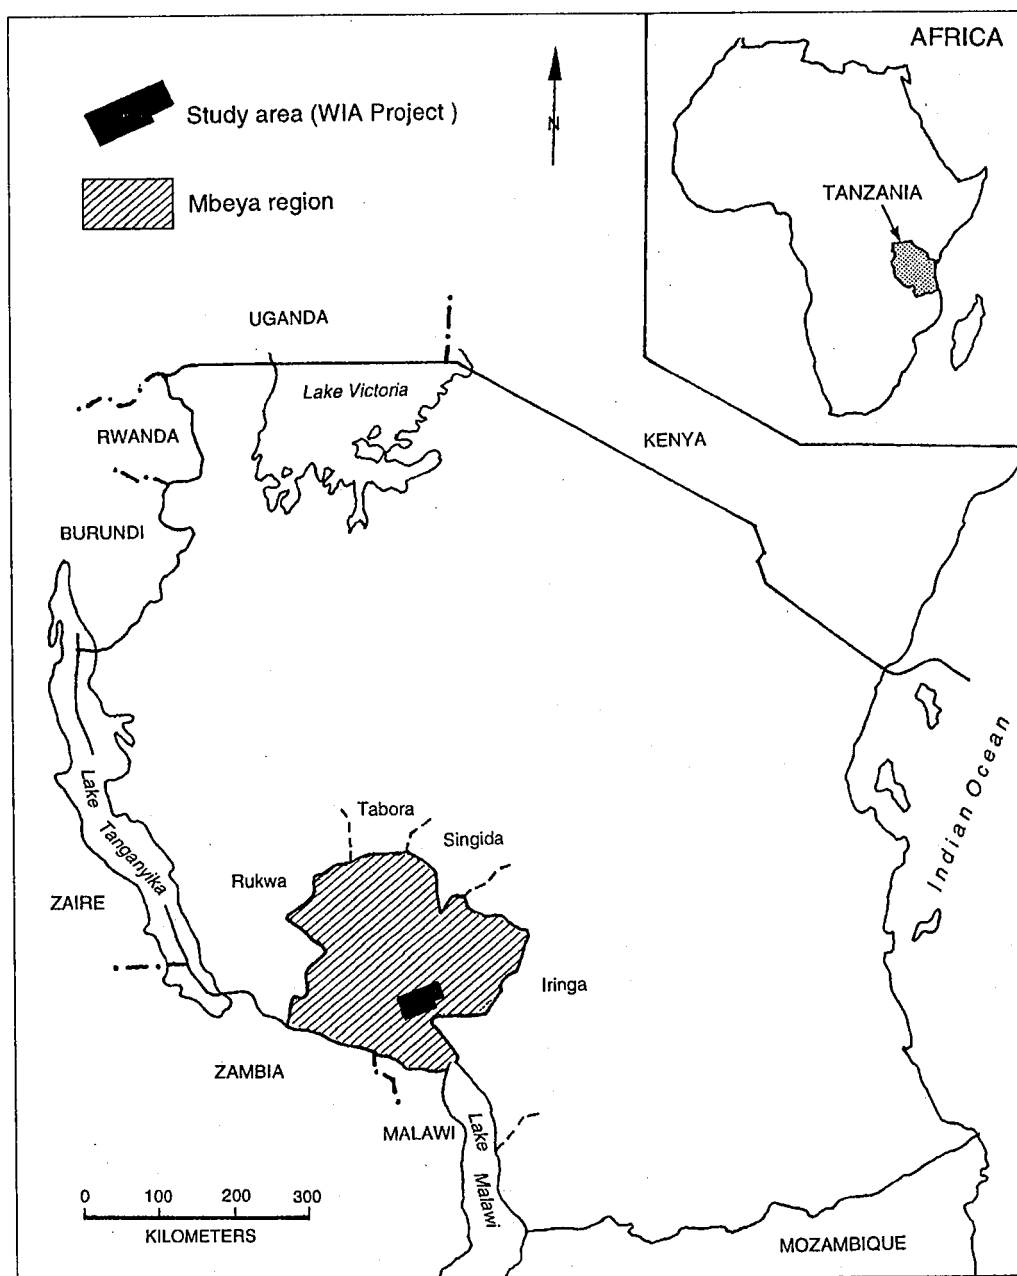 AFRICA
Study area (WIA Project )
N
Mbeya region
TANZANIA
UGANDA
Lake Victoria
RWANDA
KENYA
BURUNDI
Indian Ocean
Lake Tanganyika
Tabora
Singida
Rukwa
ZAIRE
Iringa
ZAMBIA
MALAWI
Lake Malawi
0 100 200 300
KILOMETERS
MOZAMBIQUE